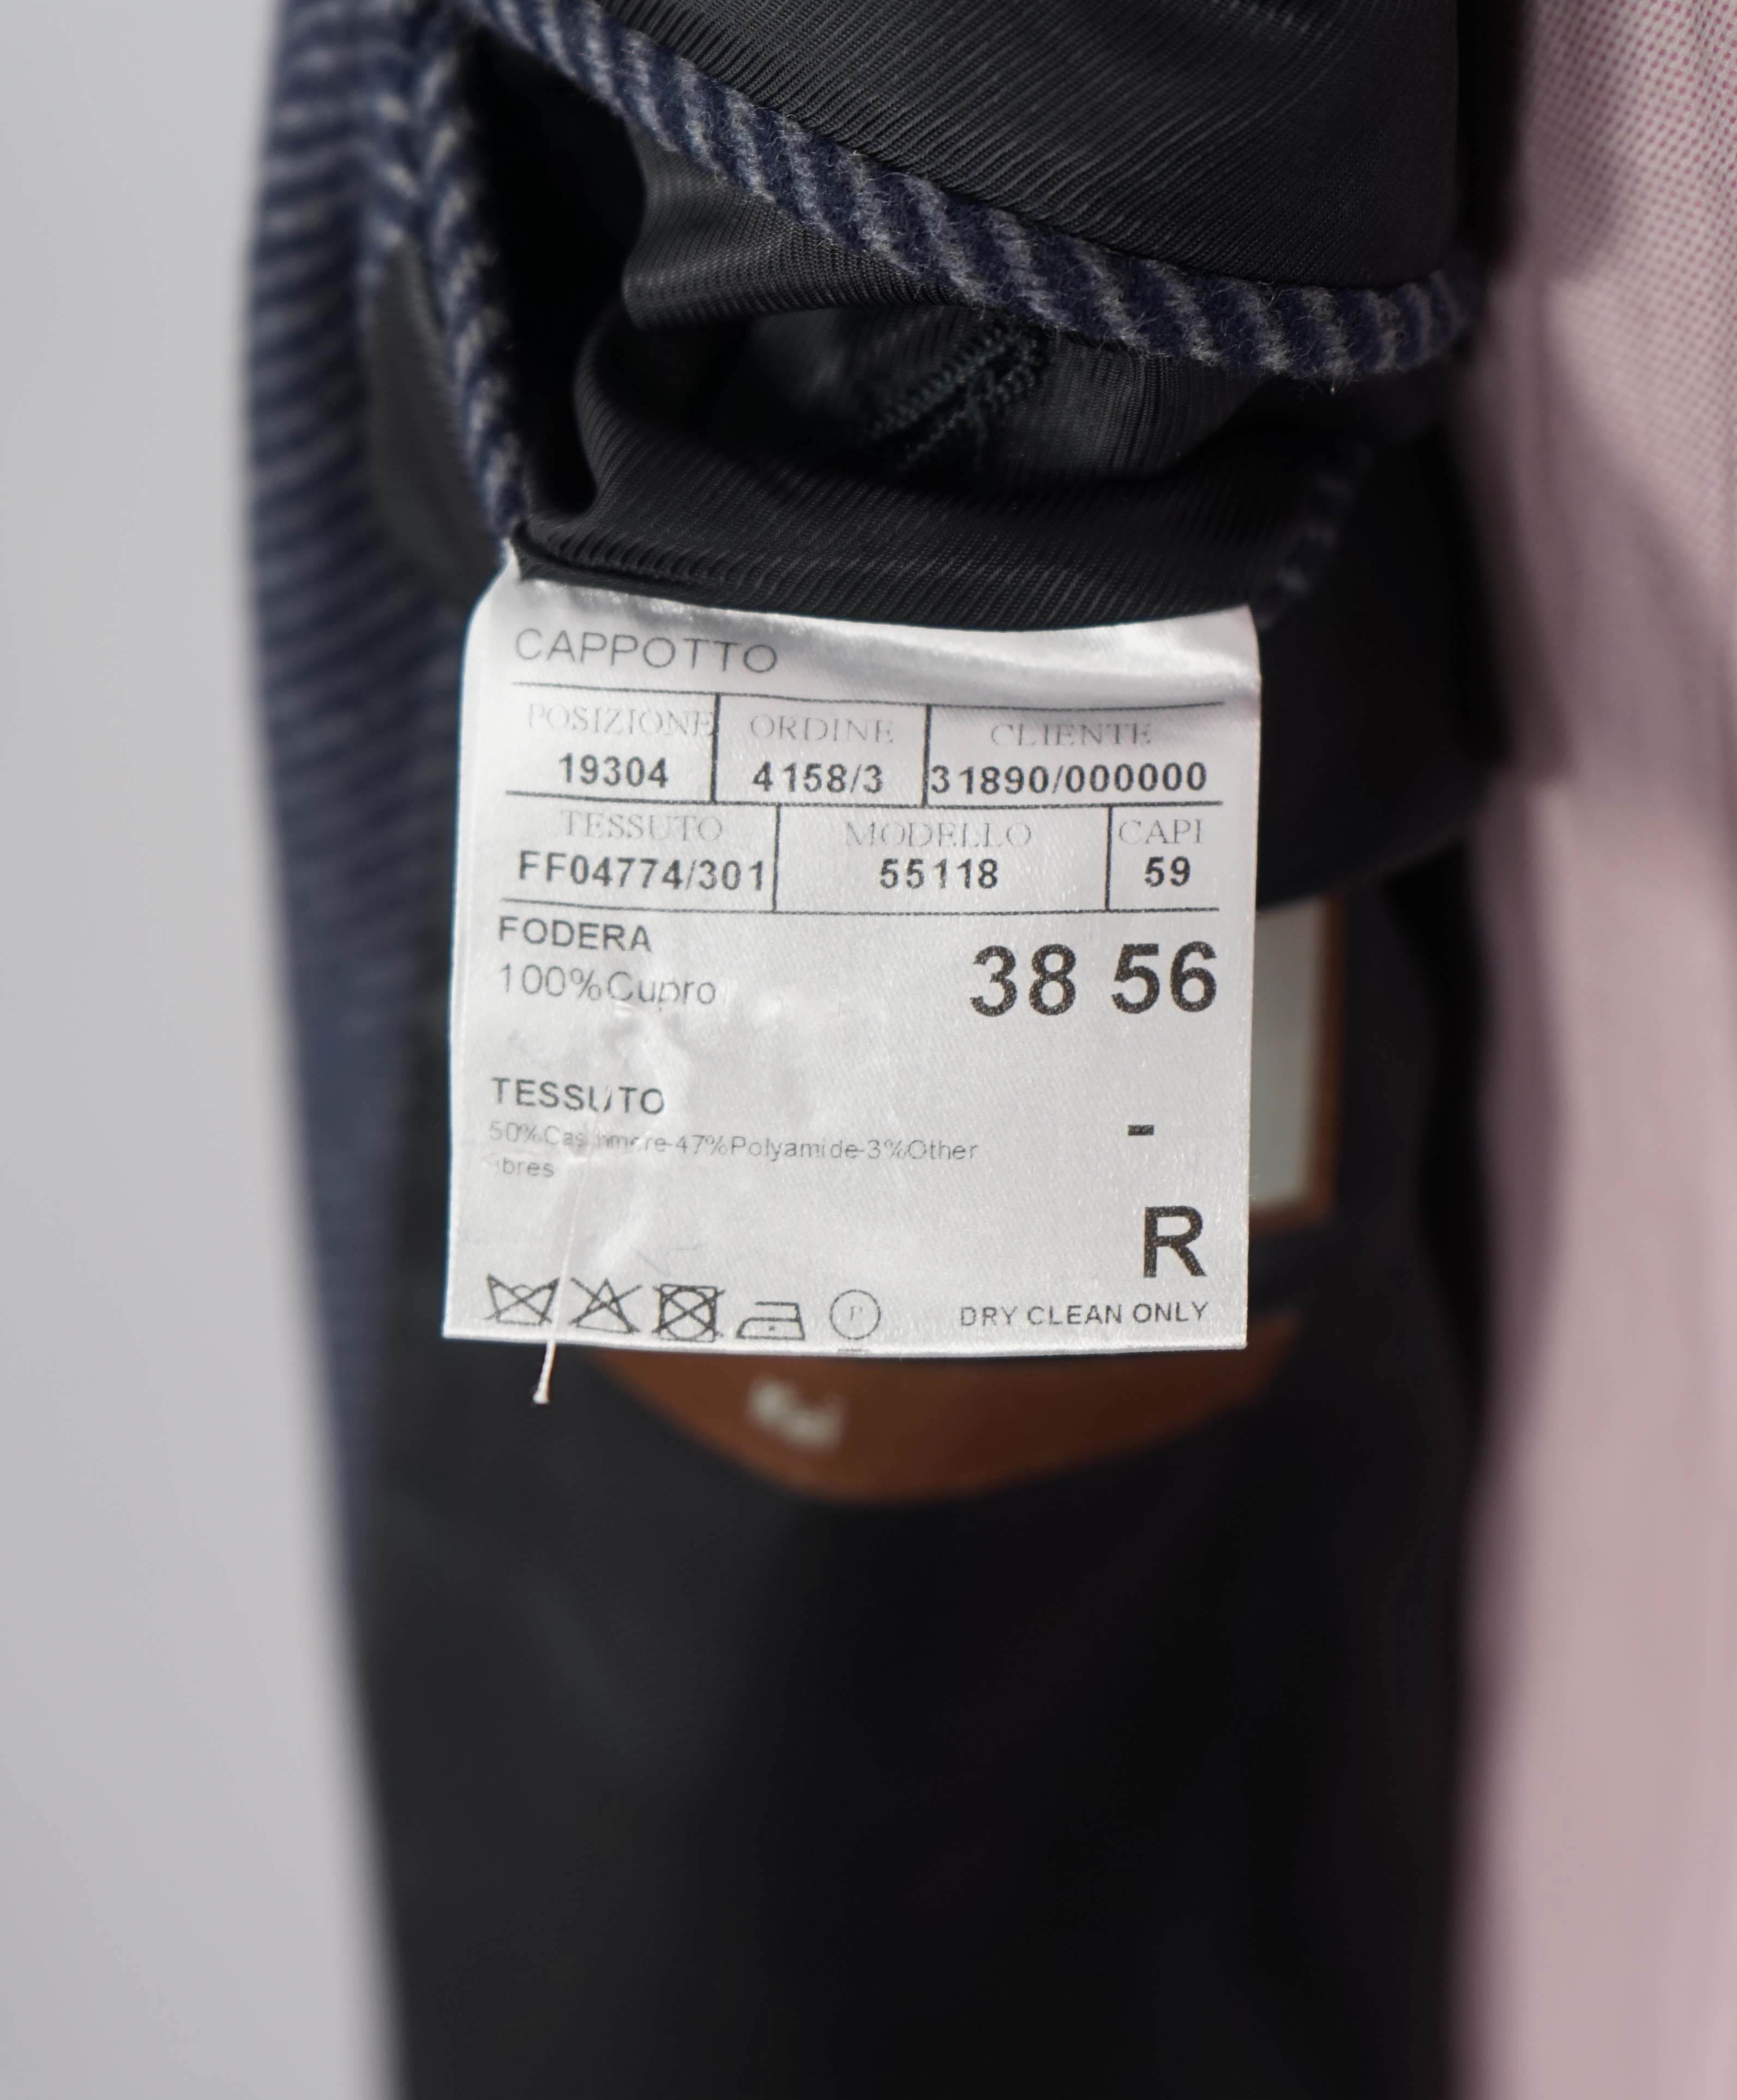 CAPPOTTO
POSIZIONE ORDINE CLIENTE
19304 4158/3 31890/000000
TESSUTO MODELLO CAPI
FF04774/301 55118 59
FODERA
100%Cupro
38 56
TESSUTO
50%Cashmere-47%Polyamide-3%Other
fibres
-
R
P
DRY CLEAN ONLY